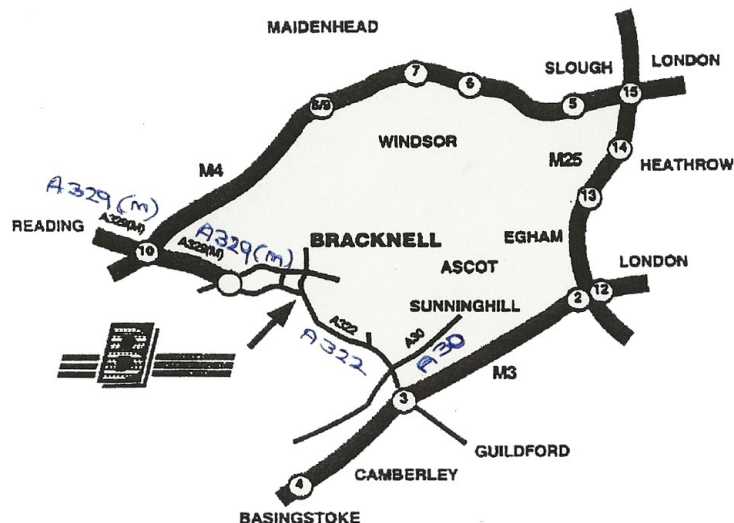 MAIDENHEAD
SLOUGH
LONDON
7
6
8/9
5
15
WINDSOR
M4
M25
14
HEATHROW
13
A329(m)
A329(M)
READING
10
A329(M)
A329(m)
BRACKNELL
EGHAM
ASCOT
LONDON
2
12
SUNNINGHILL
A322
A322
A30
A30
M3
3
GUILDFORD
CAMBERLEY
4
BASINGSTOKE